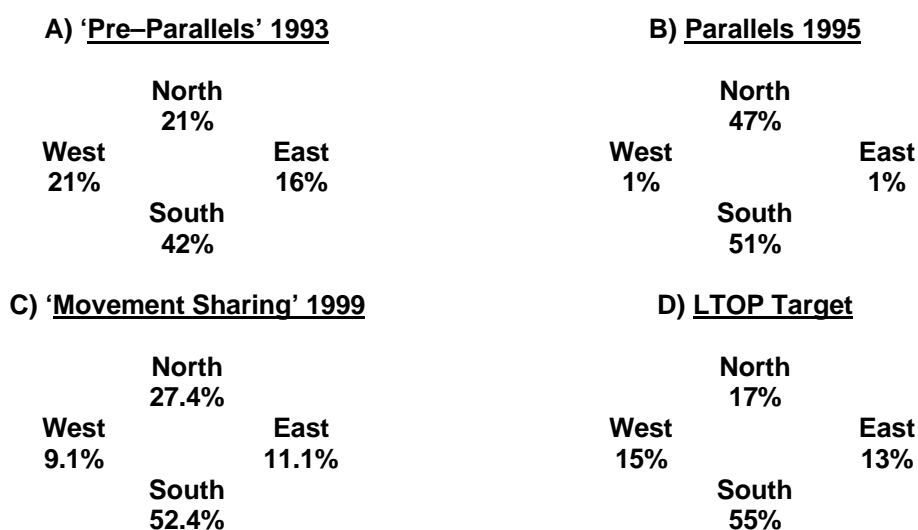 A) ‘Pre–Parallels’ 1993
North
21%
West East
21% 16%
South
42%
B) Parallels 1995
North
47%
West East
1% 1%
South
51%
C) ‘Movement Sharing’ 1999
North
27.4%
West East
9.1% 11.1%
South
52.4%
D) LTOP Target
North
17%
West East
15% 13%
South
55%